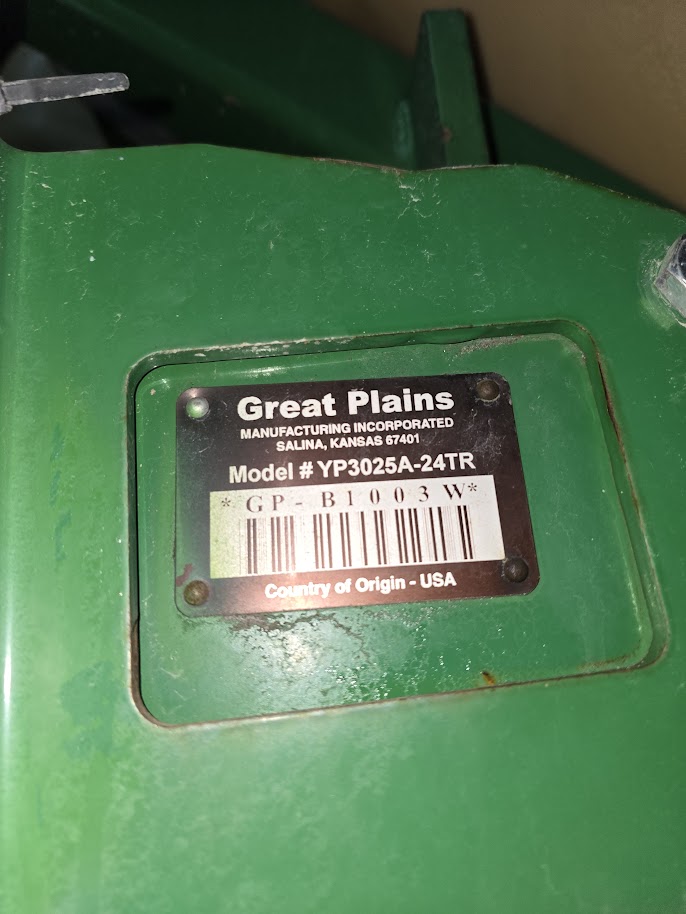 Great Plains
MANUFACTURING INCORPORATED
SALINA, KANSAS 67401
Model # YP3025A-24TR
*GP-B1003W*
Country of Origin - USA